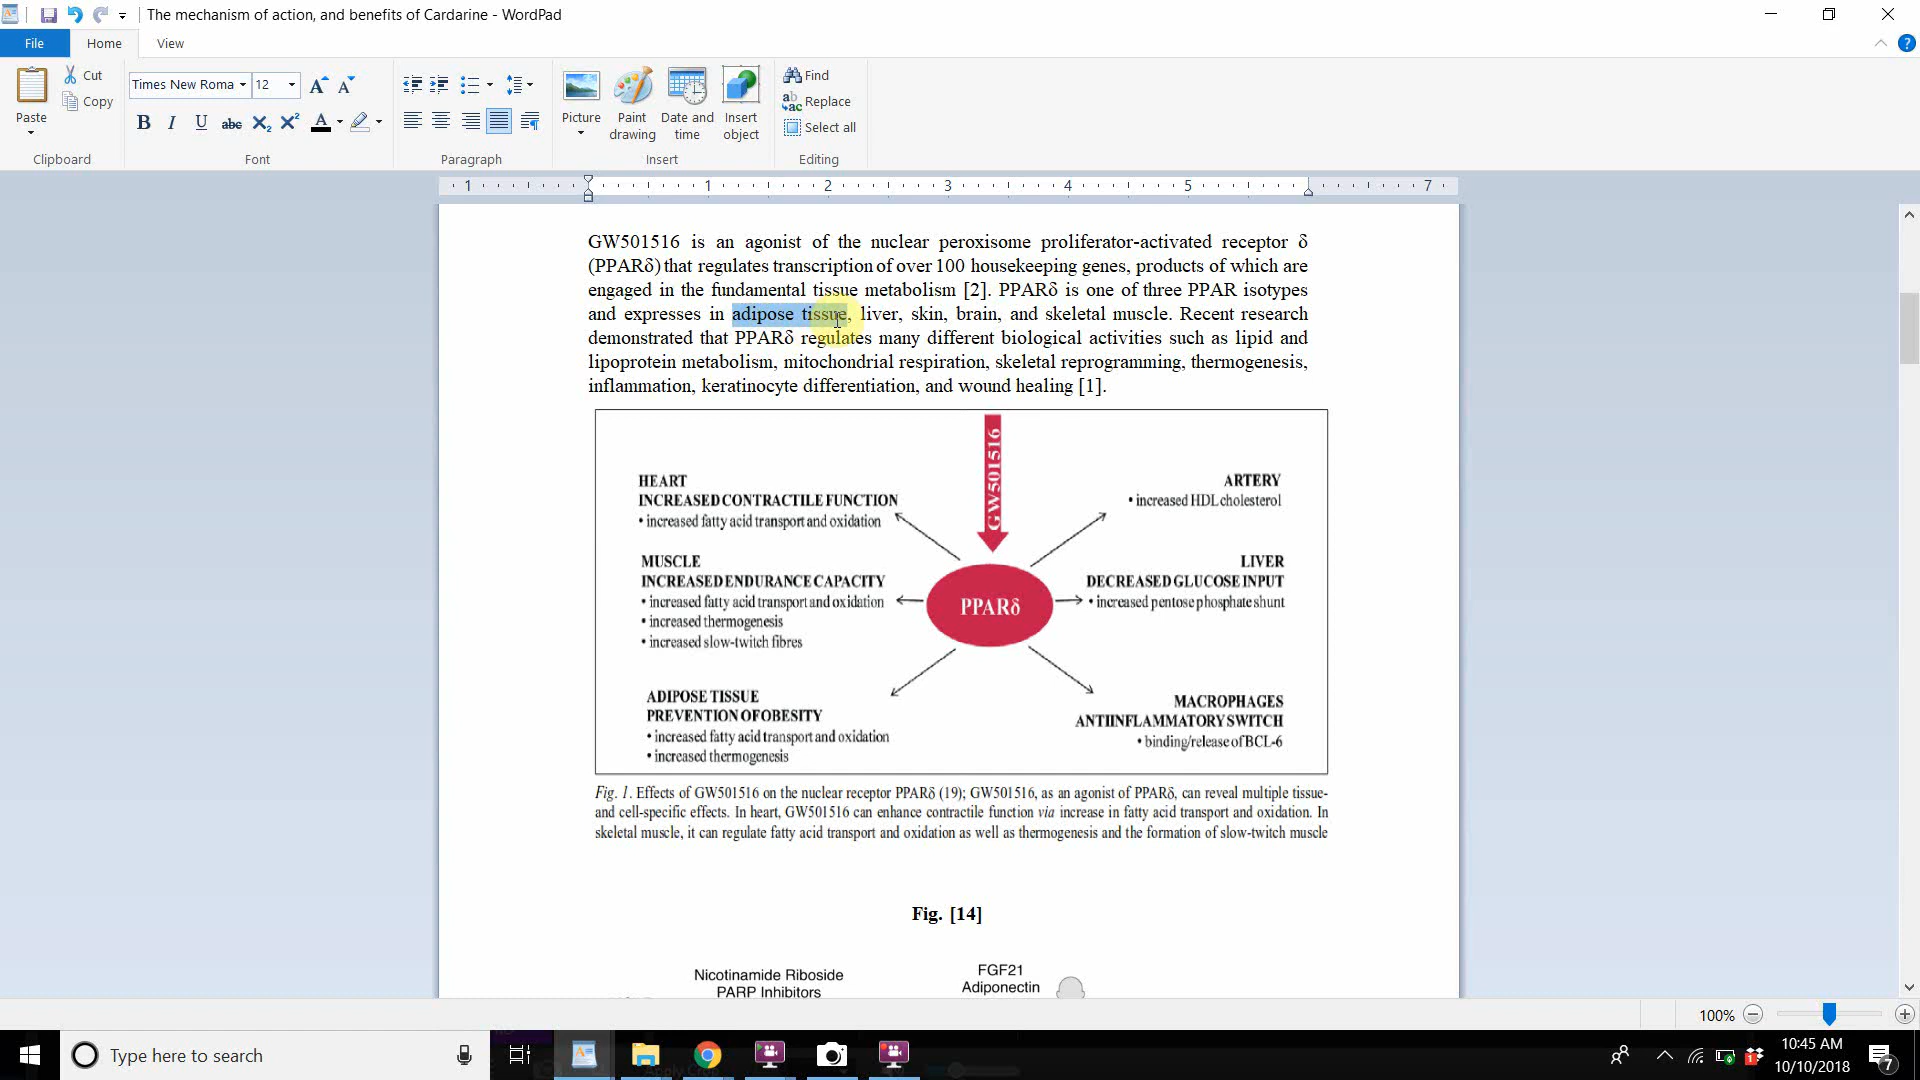 The mechanism of action, and benefits of Cardarine - WordPad
File Home View
Paste
Cut
Copy
Clipboard
Times New Roma 12
B I U abc X₂ X² A
Font
Paragraph
Picture
Paint drawing
Date and time
Insert object
Insert
Find
Replace
Select all
Editing
1 1 2 3 4 5 7
GW501516 is an agonist of the nuclear peroxisome proliferator-activated receptor δ
(PPARδ) that regulates transcription of over 100 housekeeping genes, products of which are
engaged in the fundamental tissue metabolism [2]. PPARδ is one of three PPAR isotypes
and expresses in adipose tissue, liver, skin, brain, and skeletal muscle. Recent research
demonstrated that PPARδ regulates many different biological activities such as lipid and
lipoprotein metabolism, mitochondrial respiration, skeletal reprogramming, thermogenesis,
inflammation, keratinocyte differentiation, and wound healing [1].
GW501516
HEART
INCREASED CONTRACTILE FUNCTION
• increased fatty acid transport and oxidation
ARTERY
• increased HDL cholesterol
MUSCLE
INCREASED ENDURANCE CAPACITY
• increased fatty acid transport and oxidation
• increased thermogenesis
• increased slow-twitch fibres
PPARδ
LIVER
DECREASED GLUCOSE INPUT
• increased pentose phosphate shunt
ADIPOSE TISSUE
PREVENTION OF OBESITY
• increased fatty acid transport and oxidation
• increased thermogenesis
MACROPHAGES
ANTIINFLAMMATORY SWITCH
• binding/release of BCL-6
Fig. 1. Effects of GW501516 on the nuclear receptor PPARδ (19); GW501516, as an agonist of PPARδ, can reveal multiple tissue-
and cell-specific effects. In heart, GW501516 can enhance contractile function via increase in fatty acid transport and oxidation. In
skeletal muscle, it can regulate fatty acid transport and oxidation as well as thermogenesis and the formation of slow-twitch muscle
Fig. [14]
Nicotinamide Riboside
PARP Inhibitors
FGF21
Adiponectin
100%
Type here to search
10:45 AM
10/10/2018
7